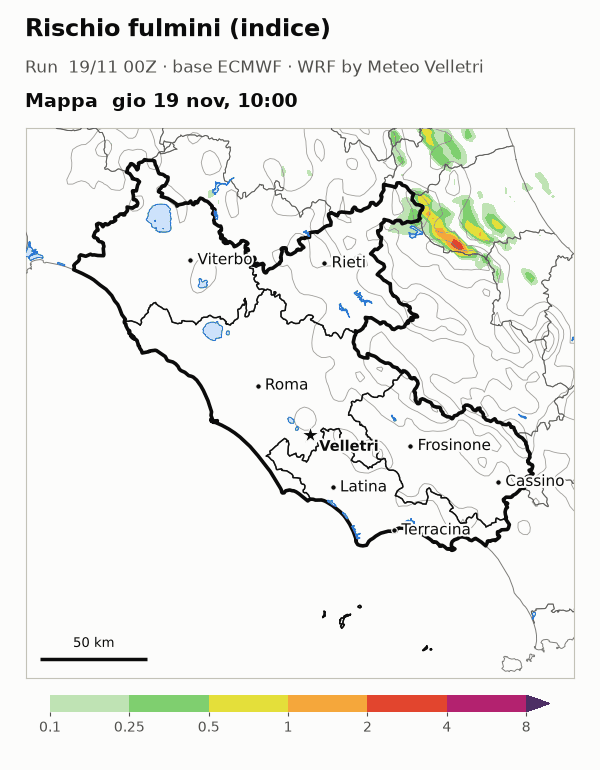 Rischio fulmini (indice)
Run  19/11 00Z · base ECMWF · WRF by Meteo Velletri
Mappa  gio 19 nov, 10:00
Viterbo
Rieti
Roma
Velletri
Frosinone
Latina
Cassino
Terracina
50 km
0.1 0.25 0.5 1 2 4 8